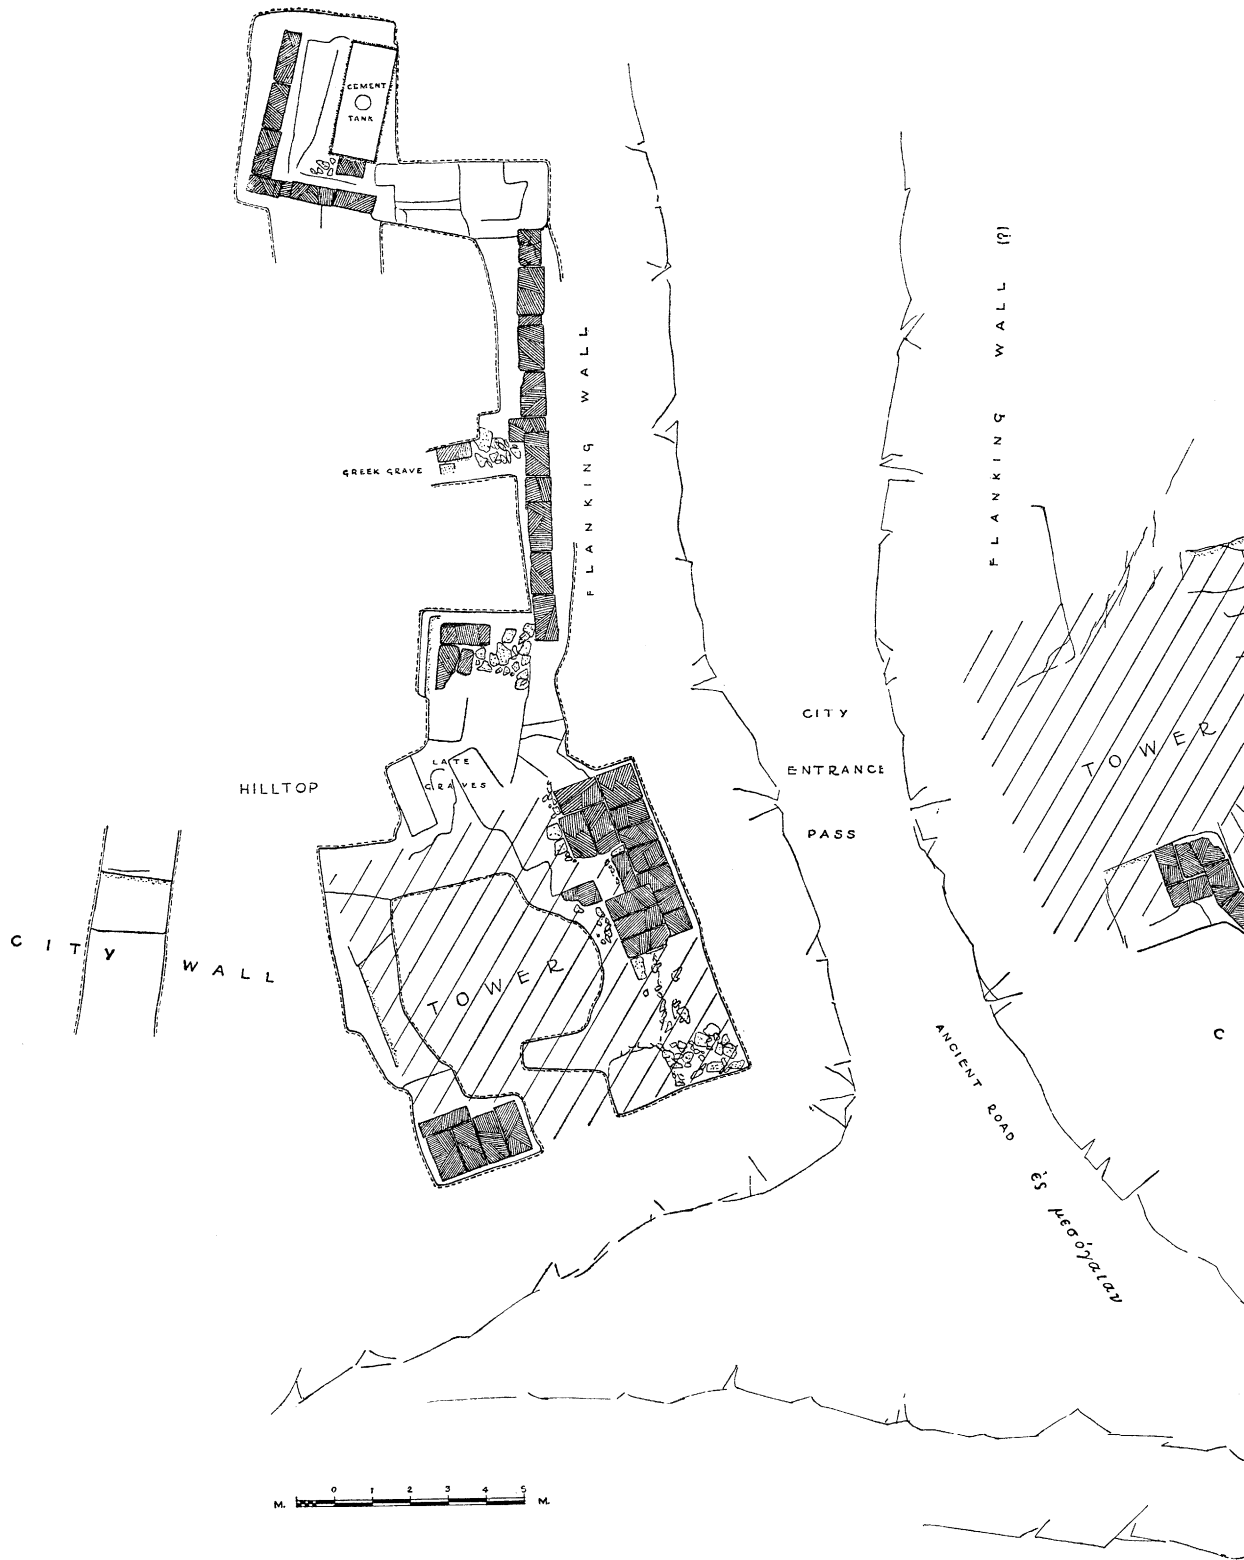 CEMENT
TANK
FLANKING WALL
FLANKING WALL (?)
GREEK GRAVE
CITY
ENTRANCE
PASS
TOWER
HILLTOP
LATE
GRAVES
CITY WALL
TOWER
C
ANCIENT ROAD ἐς μεσόγαιαν
M. 0 1 2 3 4 5 M.